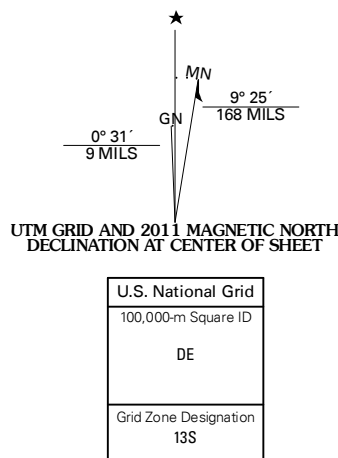 MN
GN
9° 25´
168 MILS
0° 31´
9 MILS
UTM GRID AND 2011 MAGNETIC NORTH
DECLINATION AT CENTER OF SHEET
U.S. National Grid
100,000-m Square ID
DE
Grid Zone Designation
13S